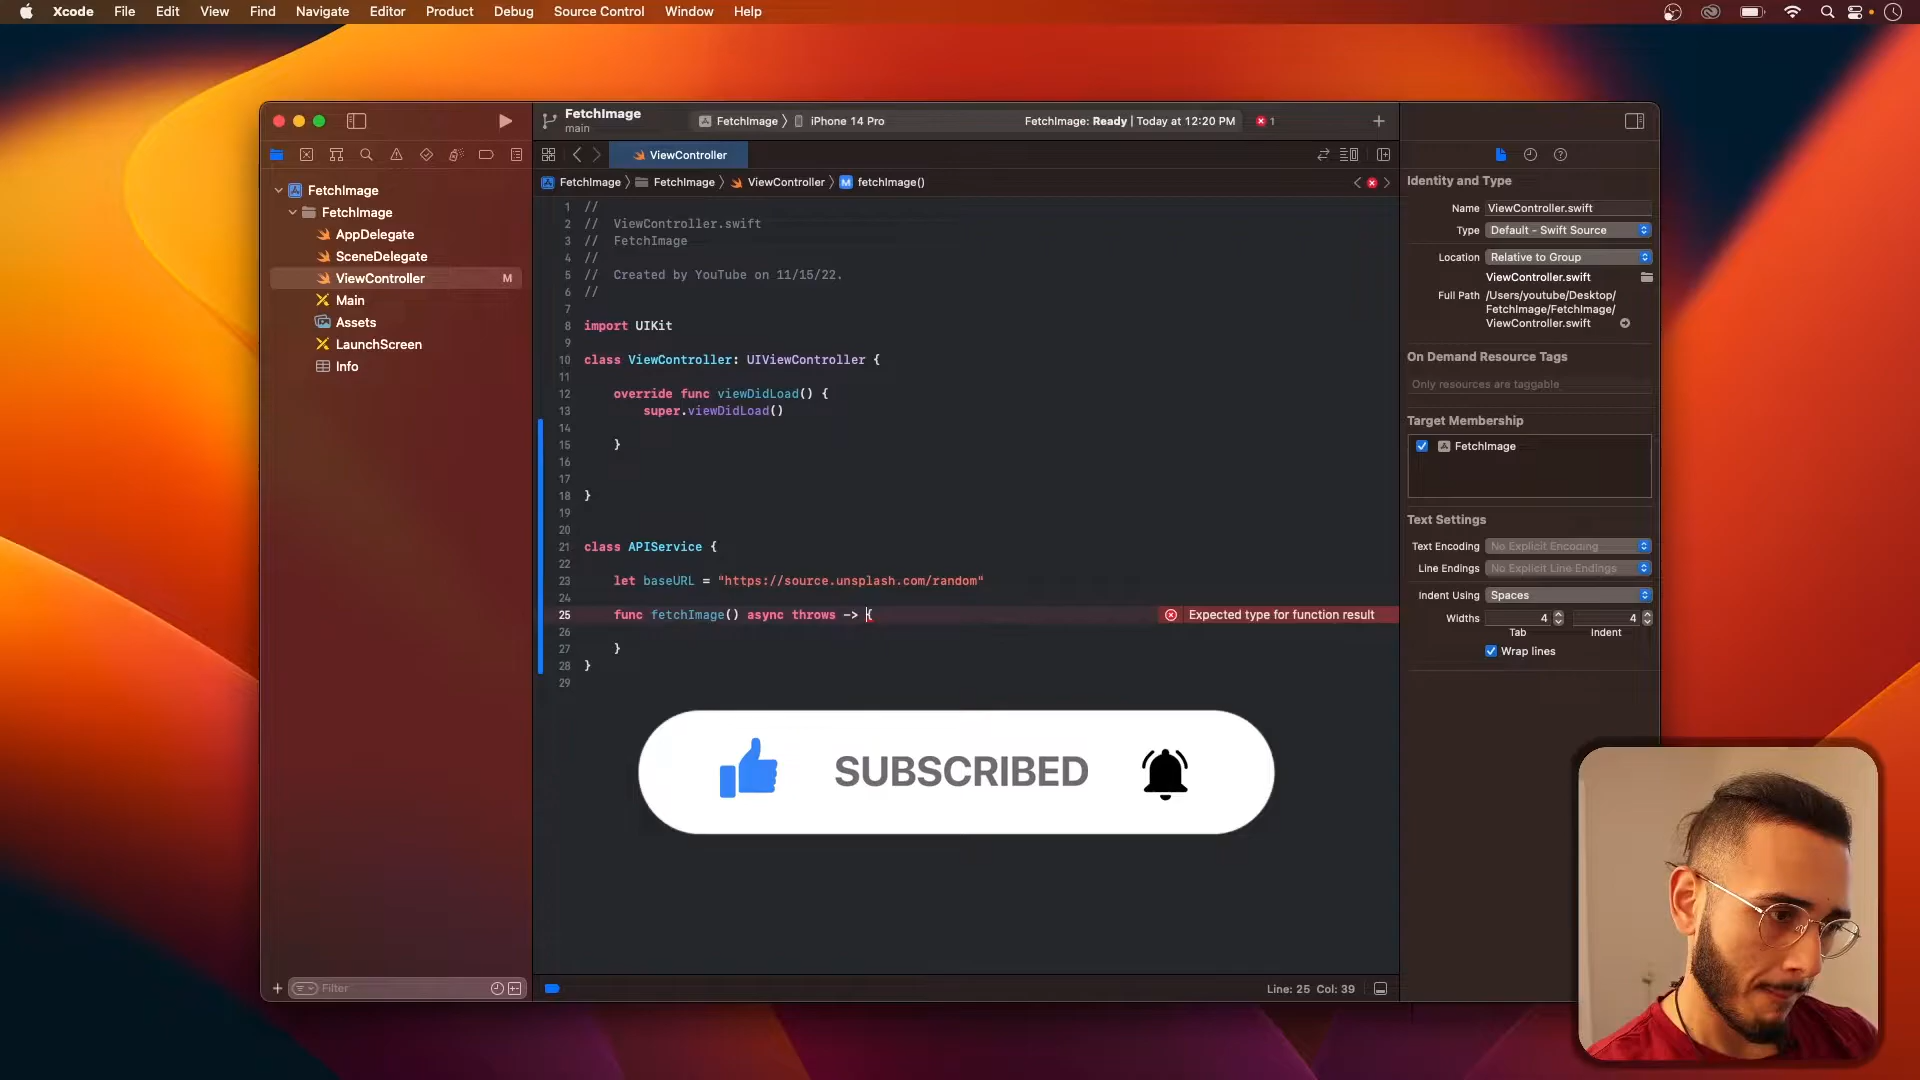 Xcode File Edit View Find Navigate Editor Product Debug Source Control Window Help
FetchImage
main
FetchImage iPhone 14 Pro
FetchImage: Ready | Today at 12:20 PM
1
ViewController
FetchImage FetchImage ViewController M fetchImage()
FetchImage
FetchImage
AppDelegate
SceneDelegate
ViewController M
Main
Assets
LaunchScreen
Info
Filter
1 //
2 // ViewController.swift
3 // FetchImage
4 //
5 // Created by YouTube on 11/15/22.
6 //
7
8 import UIKit
9
10 class ViewController: UIViewController {
11
12 override func viewDidLoad() {
13 super.viewDidLoad()
14
15 }
16
17
18 }
19
20
21 class APIService {
22
23 let baseURL = "https://source.unsplash.com/random"
24
25 func fetchImage() async throws -> {
Expected type for function result
26
27 }
28 }
29
SUBSCRIBED
Line: 25 Col: 39
Identity and Type
Name ViewController.swift
Type Default - Swift Source
Location Relative to Group
ViewController.swift
Full Path /Users/youtube/Desktop/
FetchImage/FetchImage/
ViewController.swift
On Demand Resource Tags
Only resources are taggable
Target Membership
FetchImage
Text Settings
Text Encoding No Explicit Encoding
Line Endings No Explicit Line Endings
Indent Using Spaces
Widths 4 4
Tab Indent
Wrap lines